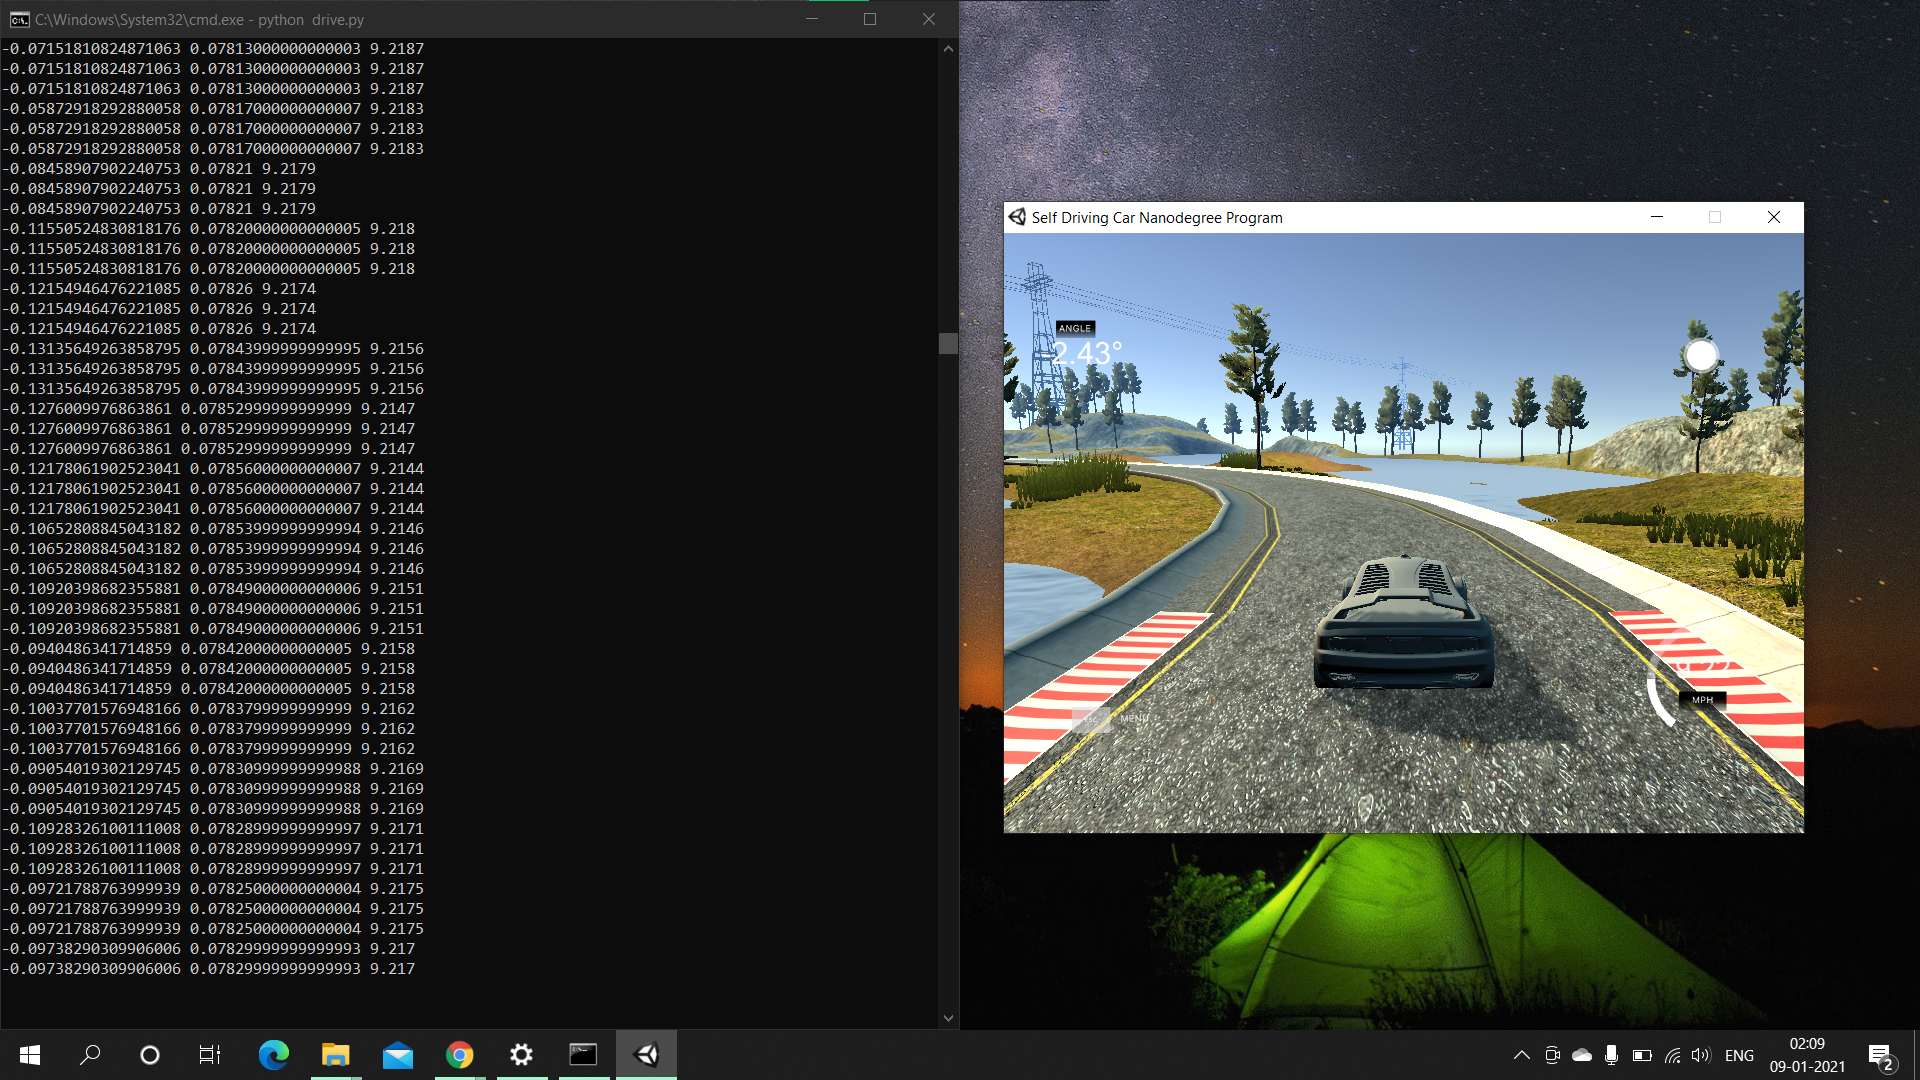 C:\Windows\System32\cmd.exe - python  drive.py
-0.07151810824871063 0.07813000000000003 9.2187
-0.07151810824871063 0.07813000000000003 9.2187
-0.07151810824871063 0.07813000000000003 9.2187
-0.05872918292880058 0.07817000000000007 9.2183
-0.05872918292880058 0.07817000000000007 9.2183
-0.05872918292880058 0.07817000000000007 9.2183
-0.08458907902240753 0.07821 9.2179
-0.08458907902240753 0.07821 9.2179
-0.08458907902240753 0.07821 9.2179
-0.11550524830818176 0.07820000000000005 9.218
-0.11550524830818176 0.07820000000000005 9.218
-0.11550524830818176 0.07820000000000005 9.218
-0.12154946476221085 0.07826 9.2174
-0.12154946476221085 0.07826 9.2174
-0.12154946476221085 0.07826 9.2174
-0.13135649263858795 0.07843999999999995 9.2156
-0.13135649263858795 0.07843999999999995 9.2156
-0.13135649263858795 0.07843999999999995 9.2156
-0.1276009976863861 0.07852999999999999 9.2147
-0.1276009976863861 0.07852999999999999 9.2147
-0.1276009976863861 0.07852999999999999 9.2147
-0.12178061902523041 0.07856000000000007 9.2144
-0.12178061902523041 0.07856000000000007 9.2144
-0.12178061902523041 0.07856000000000007 9.2144
-0.10652808845043182 0.07853999999999994 9.2146
-0.10652808845043182 0.07853999999999994 9.2146
-0.10652808845043182 0.07853999999999994 9.2146
-0.10920398682355881 0.07849000000000006 9.2151
-0.10920398682355881 0.07849000000000006 9.2151
-0.10920398682355881 0.07849000000000006 9.2151
-0.0940486341714859 0.07842000000000005 9.2158
-0.0940486341714859 0.07842000000000005 9.2158
-0.0940486341714859 0.07842000000000005 9.2158
-0.10037701576948166 0.0783799999999999 9.2162
-0.10037701576948166 0.0783799999999999 9.2162
-0.10037701576948166 0.0783799999999999 9.2162
-0.09054019302129745 0.07830999999999988 9.2169
-0.09054019302129745 0.07830999999999988 9.2169
-0.09054019302129745 0.07830999999999988 9.2169
-0.10928326100111008 0.07828999999999997 9.2171
-0.10928326100111008 0.07828999999999997 9.2171
-0.10928326100111008 0.07828999999999997 9.2171
-0.09721788763999939 0.07825000000000004 9.2175
-0.09721788763999939 0.07825000000000004 9.2175
-0.09721788763999939 0.07825000000000004 9.2175
-0.09738290309906006 0.07829999999999993 9.217
-0.09738290309906006 0.07829999999999993 9.217
Self Driving Car Nanodegree Program
ANGLE
2.43°
MPH
ESC MENU
ENG
02:09
09-01-2021
2